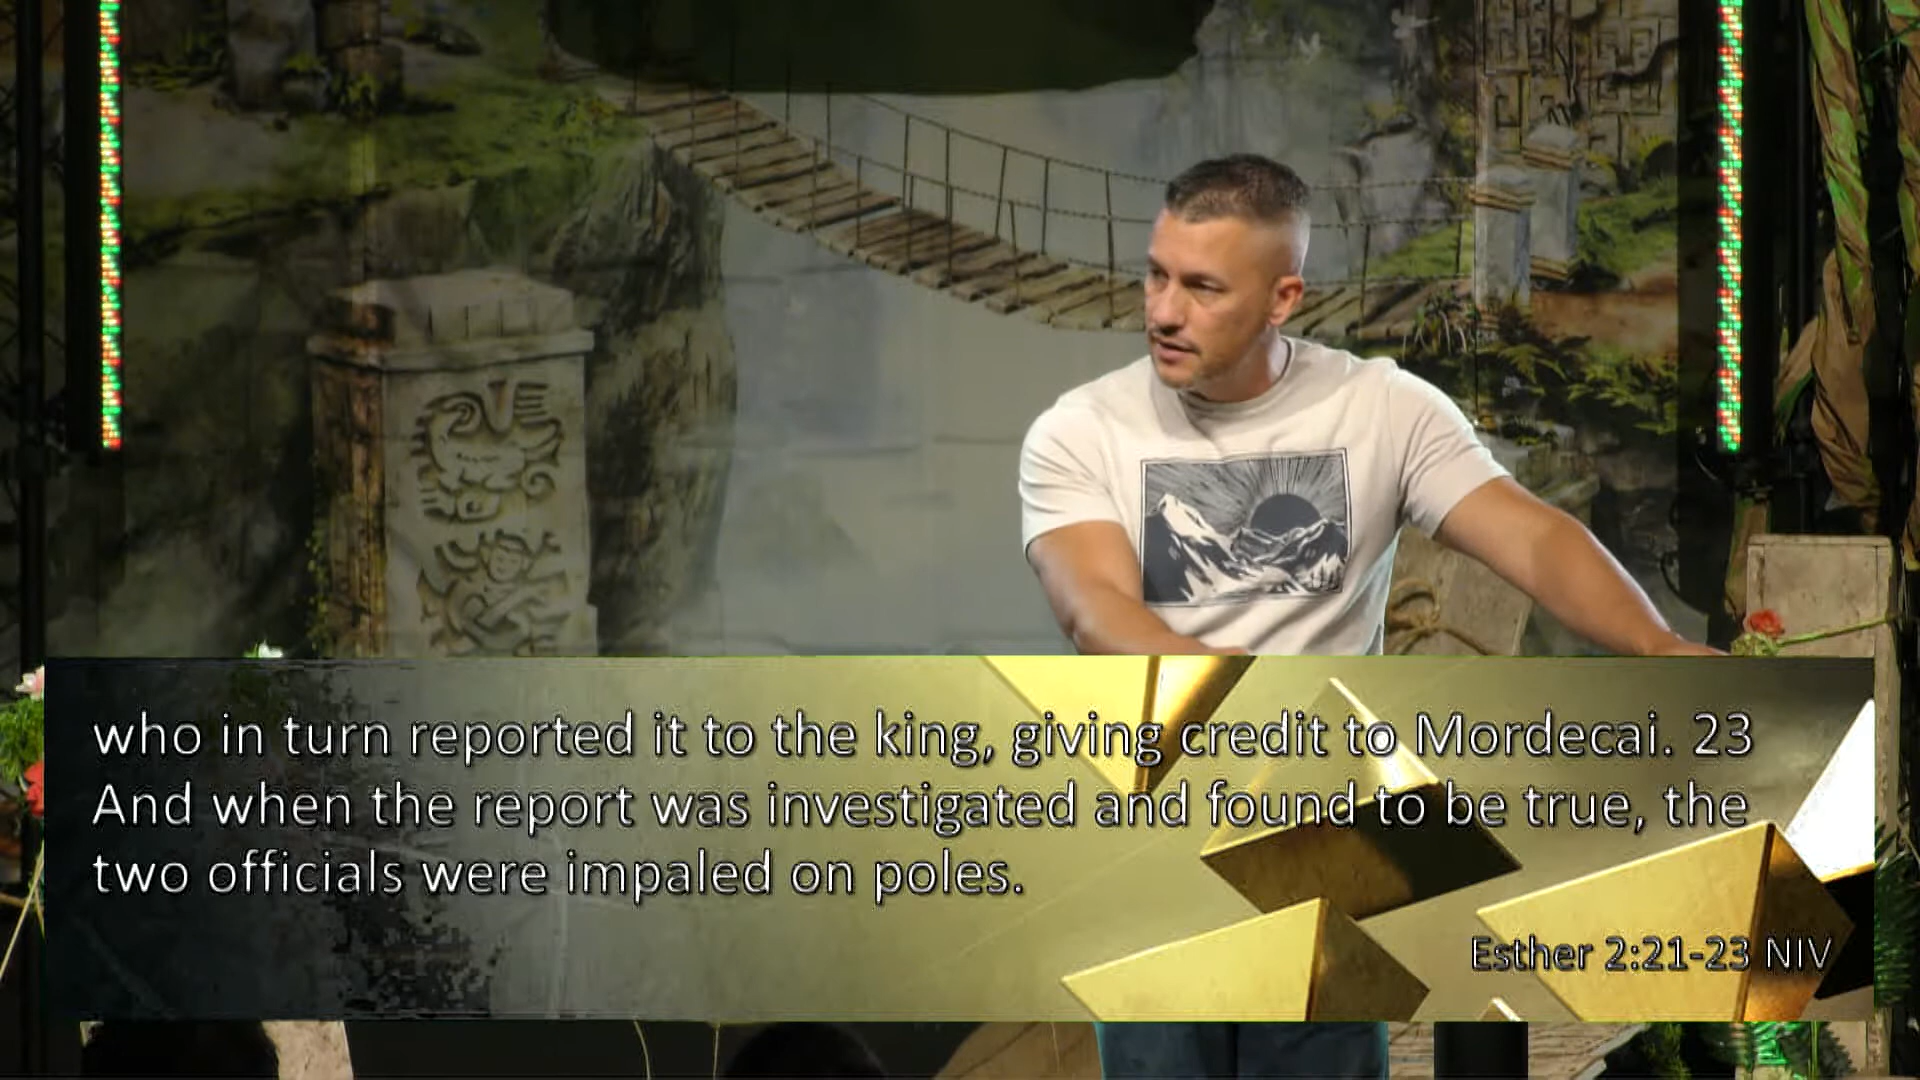 who in turn reported it to the king, giving credit to Mordecai. 23
And when the report was investigated and found to be true, the
two officials were impaled on poles.
Esther 2:21-23 NIV